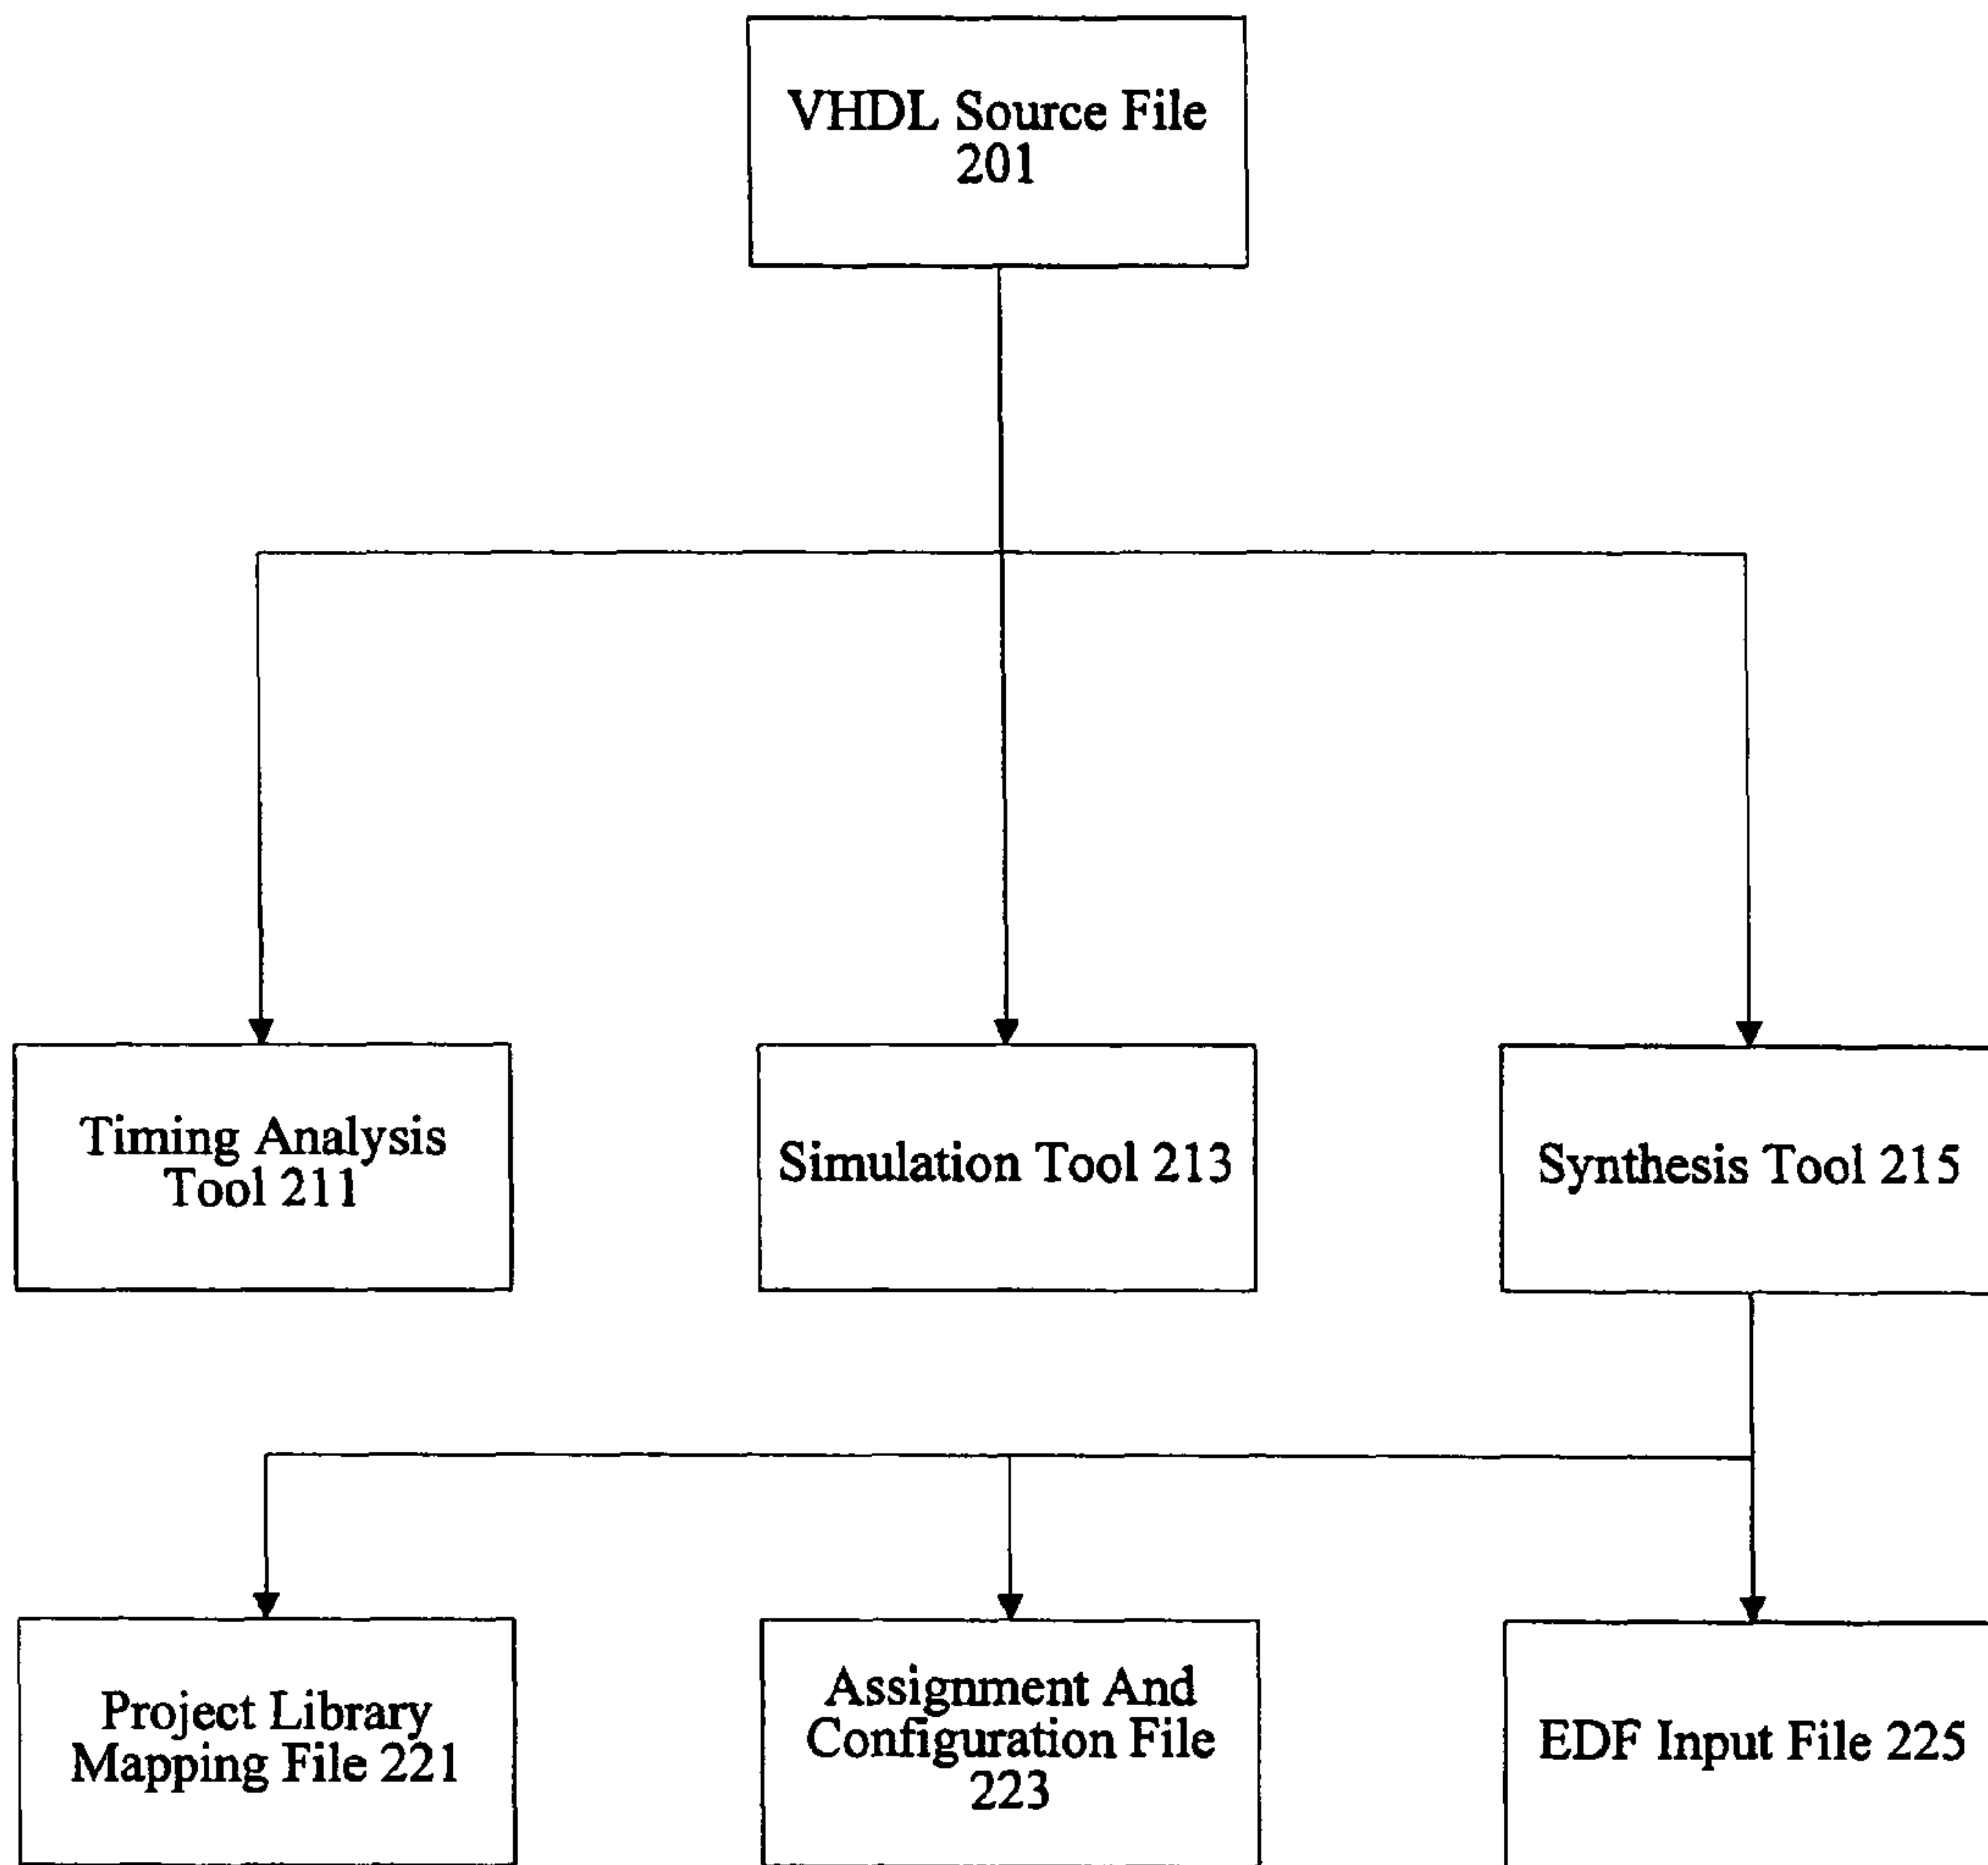 VHDL Source File
201
Timing Analysis
Tool 211
Simulation Tool 213
Synthesis Tool 215
Project Library
Mapping File 221
Assignment And
Configuration File
223
EDF Input File 225